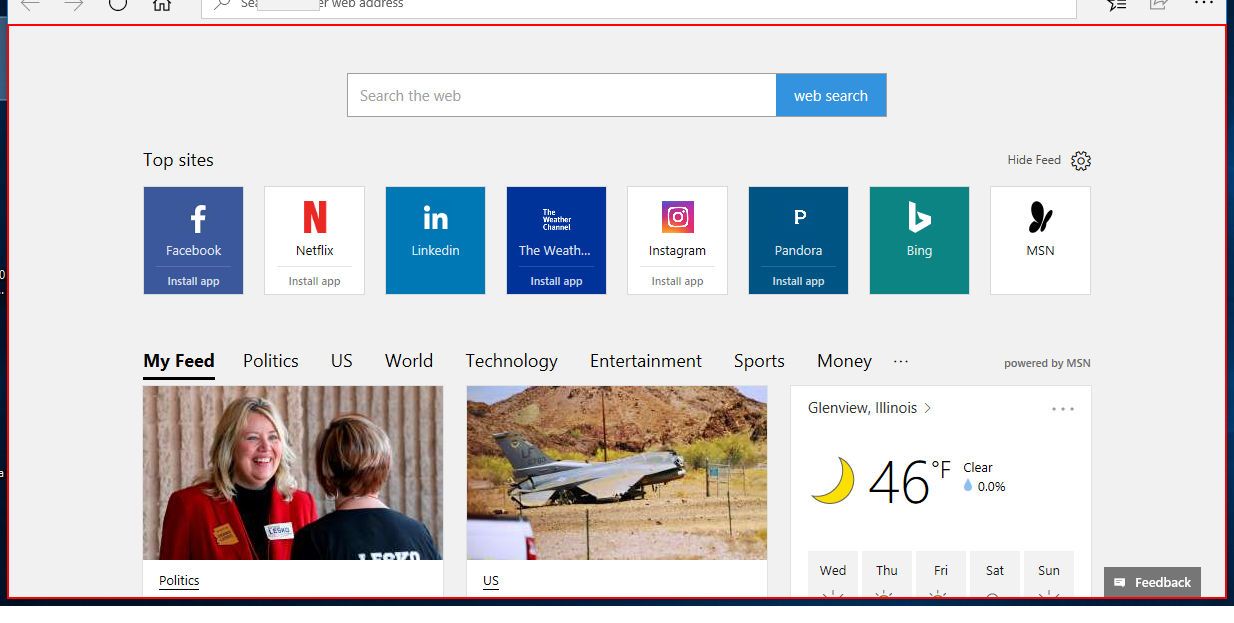 er web address
Search the web
web search
Top sites
Hide Feed
Facebook
Install app
N
Netflix
Install app
in
Linkedin
The
Weather
Channel
The Weath...
Install app
Instagram
Install app
P
Pandora
Install app
Bing
MSN
My Feed Politics US World Technology Entertainment Sports Money ...
powered by MSN
LESKO
LESKO
Politics
LF
US
Glenview, Illinois >
46°F
Clear
0.0%
Wed Thu Fri Sat Sun
Feedback